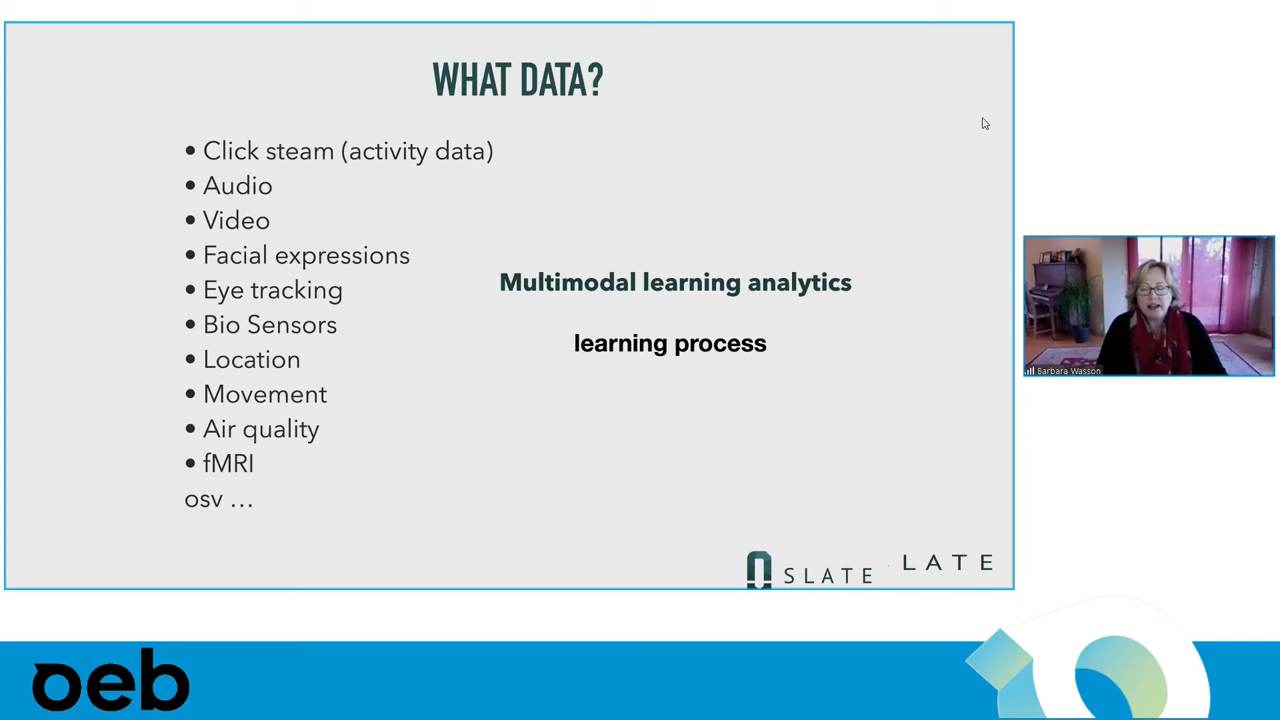 WHAT DATA?
• Click steam (activity data)
• Audio
• Video
• Facial expressions
• Eye tracking
• Bio Sensors
• Location
• Movement
• Air quality
• fMRI
osv …
Multimodal learning analytics
learning process
SLATE
LATE
Barbara Wasson
oeb